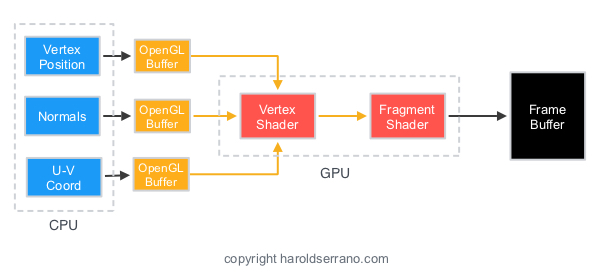 Vertex
Position
OpenGL
Buffer
Normals
OpenGL
Buffer
Vertex
Shader
Fragment
Shader
Frame
Buffer
U-V
Coord
OpenGL
Buffer
GPU
CPU
copyright haroldserrano.com